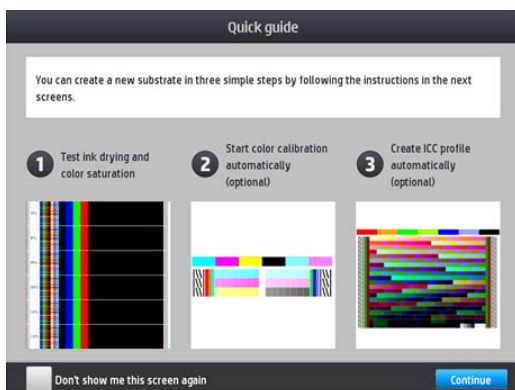 Quick guide
You can create a new substrate in three simple steps by following the instructions in the next
screens.
1 Test ink drying and
color saturation
2 Start color calibration
automatically
(optional)
3 Create ICC profile
automatically
(optional)
Don't show me this screen again
Continue